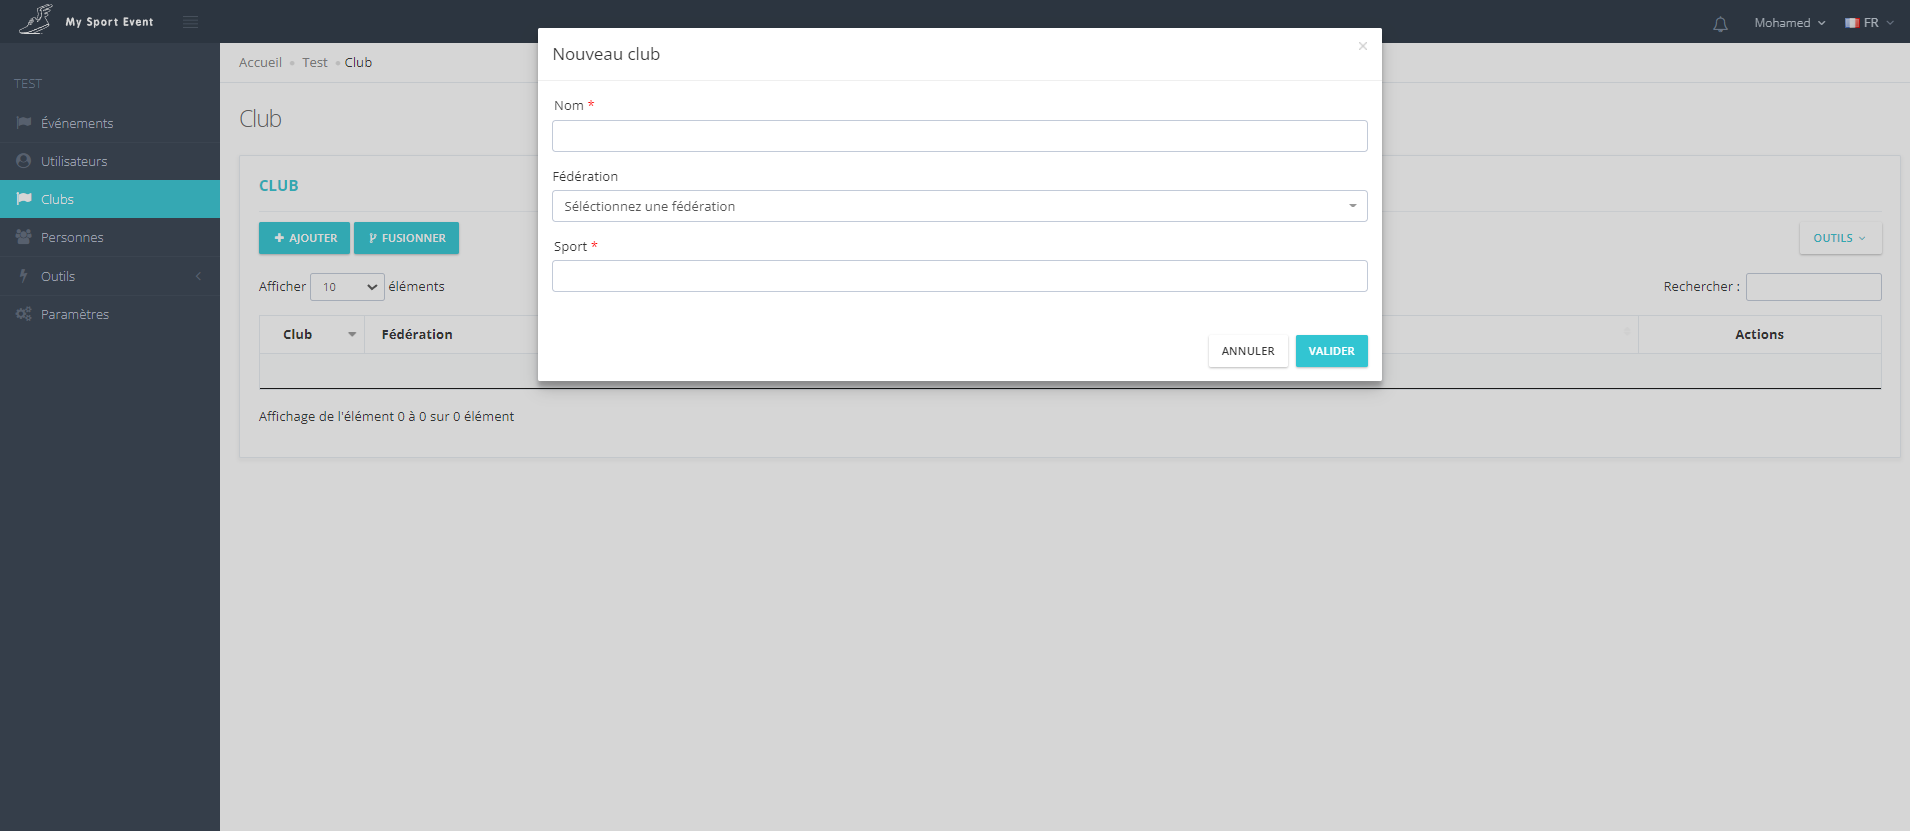 My Sport Event
Mohamed
FR
TEST
Événements
Utilisateurs
Clubs
Personnes
Outils
Paramètres
Accueil Test Club
Club
CLUB
AJOUTER FUSIONNER
OUTILS
Afficher 10 éléments
Rechercher :
Club Fédération Actions
Affichage de l'élément 0 à 0 sur 0 élément
Nouveau club
×
Nom *
Fédération
Séléctionnez une fédération
Sport *
ANNULER VALIDER